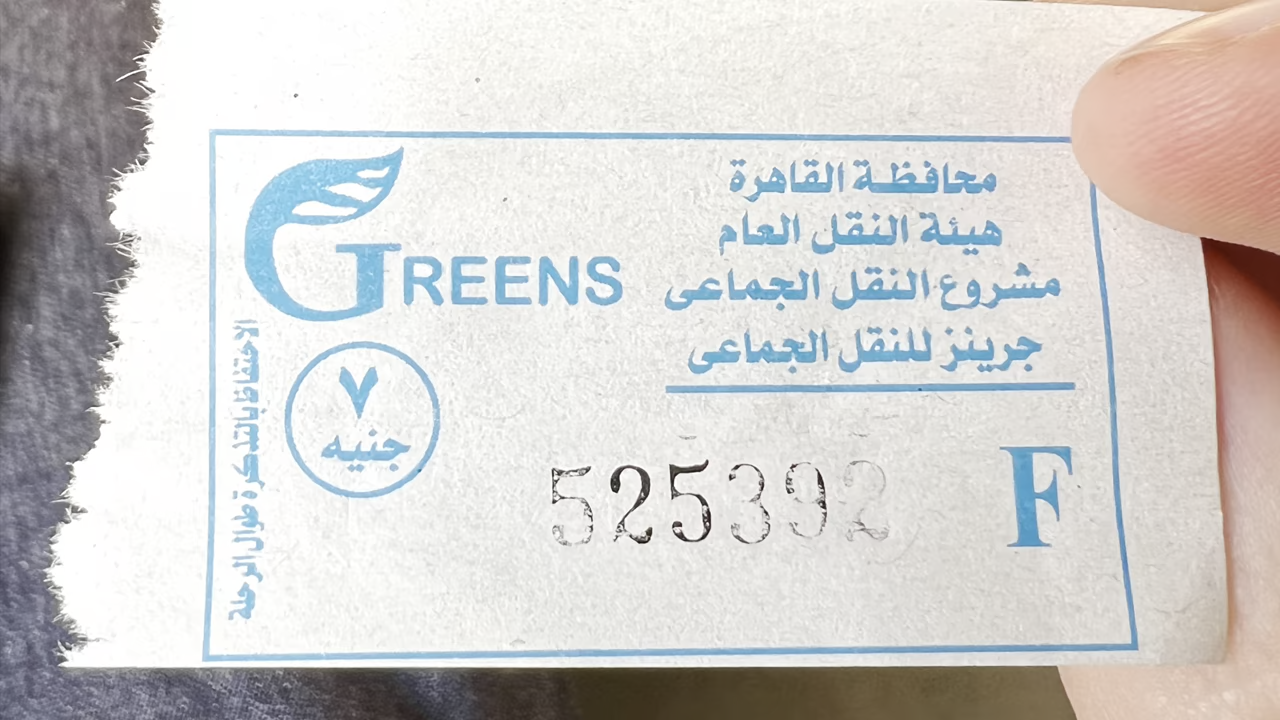 محافظة القاهرة
هيئة النقل العام
مشروع النقل الجماعى
جرينز للنقل الجماعى
GREENS
٧
جنيه
الاحتفاظ بالتذكرة طوال الرحلة
525392
F